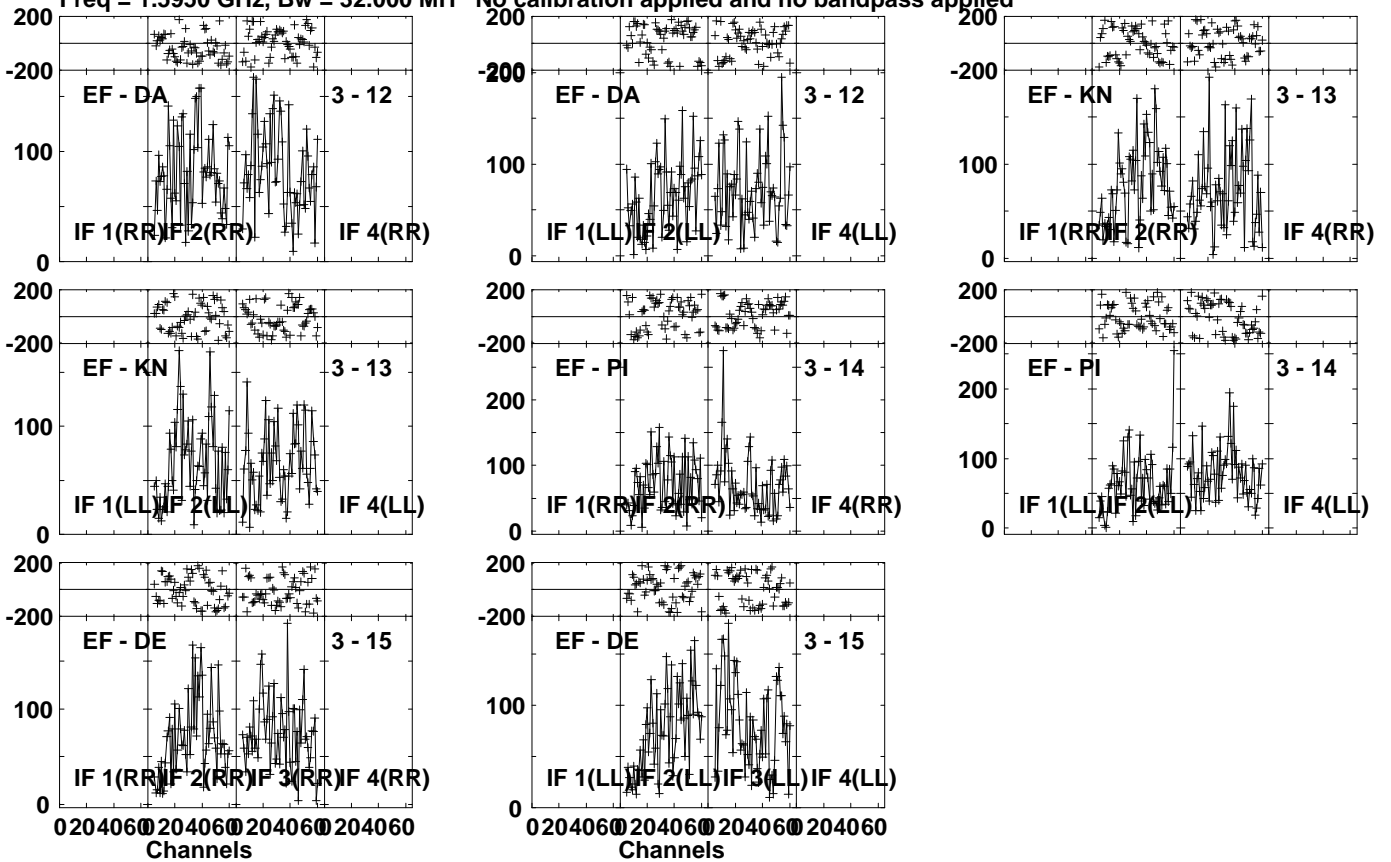 Freq = 1.5950 GHz, Bw = 32.000 MH No calibration applied and no bandpass applied
200 200 200
-200 -200 -200
EF - DA 3 - 12 200 EF - DA 3 - 12 EF - KN 3 - 13
100 100 100
IF 1(RR) IF 2(RR) IF 4(RR) IF 1(LL) IF 2(LL) IF 4(LL) IF 1(RR) IF 2(RR) IF 4(RR)
0 0 0
200 200 200
-200 -200 -200
EF - KN 3 - 13 EF - PI 3 - 14 EF - PI 3 - 14
200 200
100 100 100
IF 1(LL) IF 2(LL) IF 4(LL) IF 1(RR) IF 2(RR) IF 4(RR) IF 1(LL) IF 2(LL) IF 4(LL)
0 0 0
200 200
-200 -200
EF - DE 3 - 15 EF - DE 3 - 15
100 100
IF 1(RR) IF 2(RR) IF 3(RR) IF 4(RR) IF 1(LL) IF 2(LL) IF 3(LL) IF 4(LL)
0 0
0 20 40 60 0 20 40 60 0 20 40 60 0 20 40 60 0 20 40 60 0 20 40 60 0 20 40 60 0 20 40 60
Channels Channels